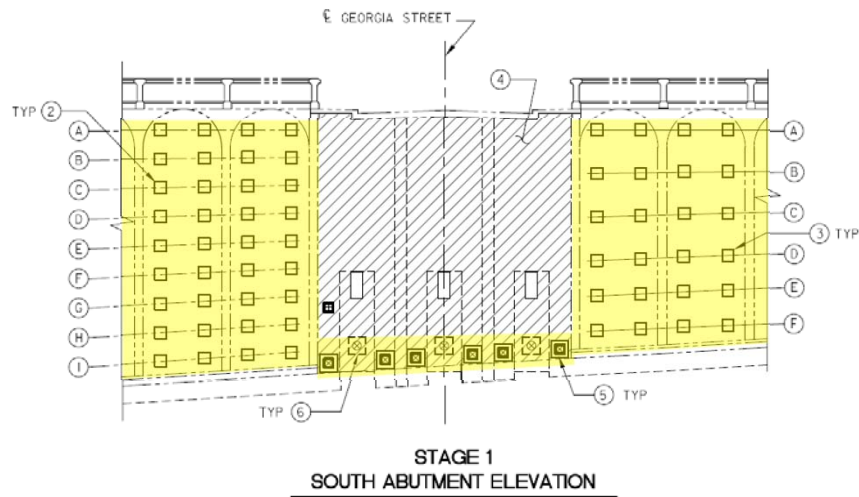 ℄ GEORGIA STREET
4
TYP 2
A
A
B
B
C
C
D
3 TYP
D
E
E
F
F
G
H
I
TYP 6
5 TYP
STAGE 1
SOUTH ABUTMENT ELEVATION